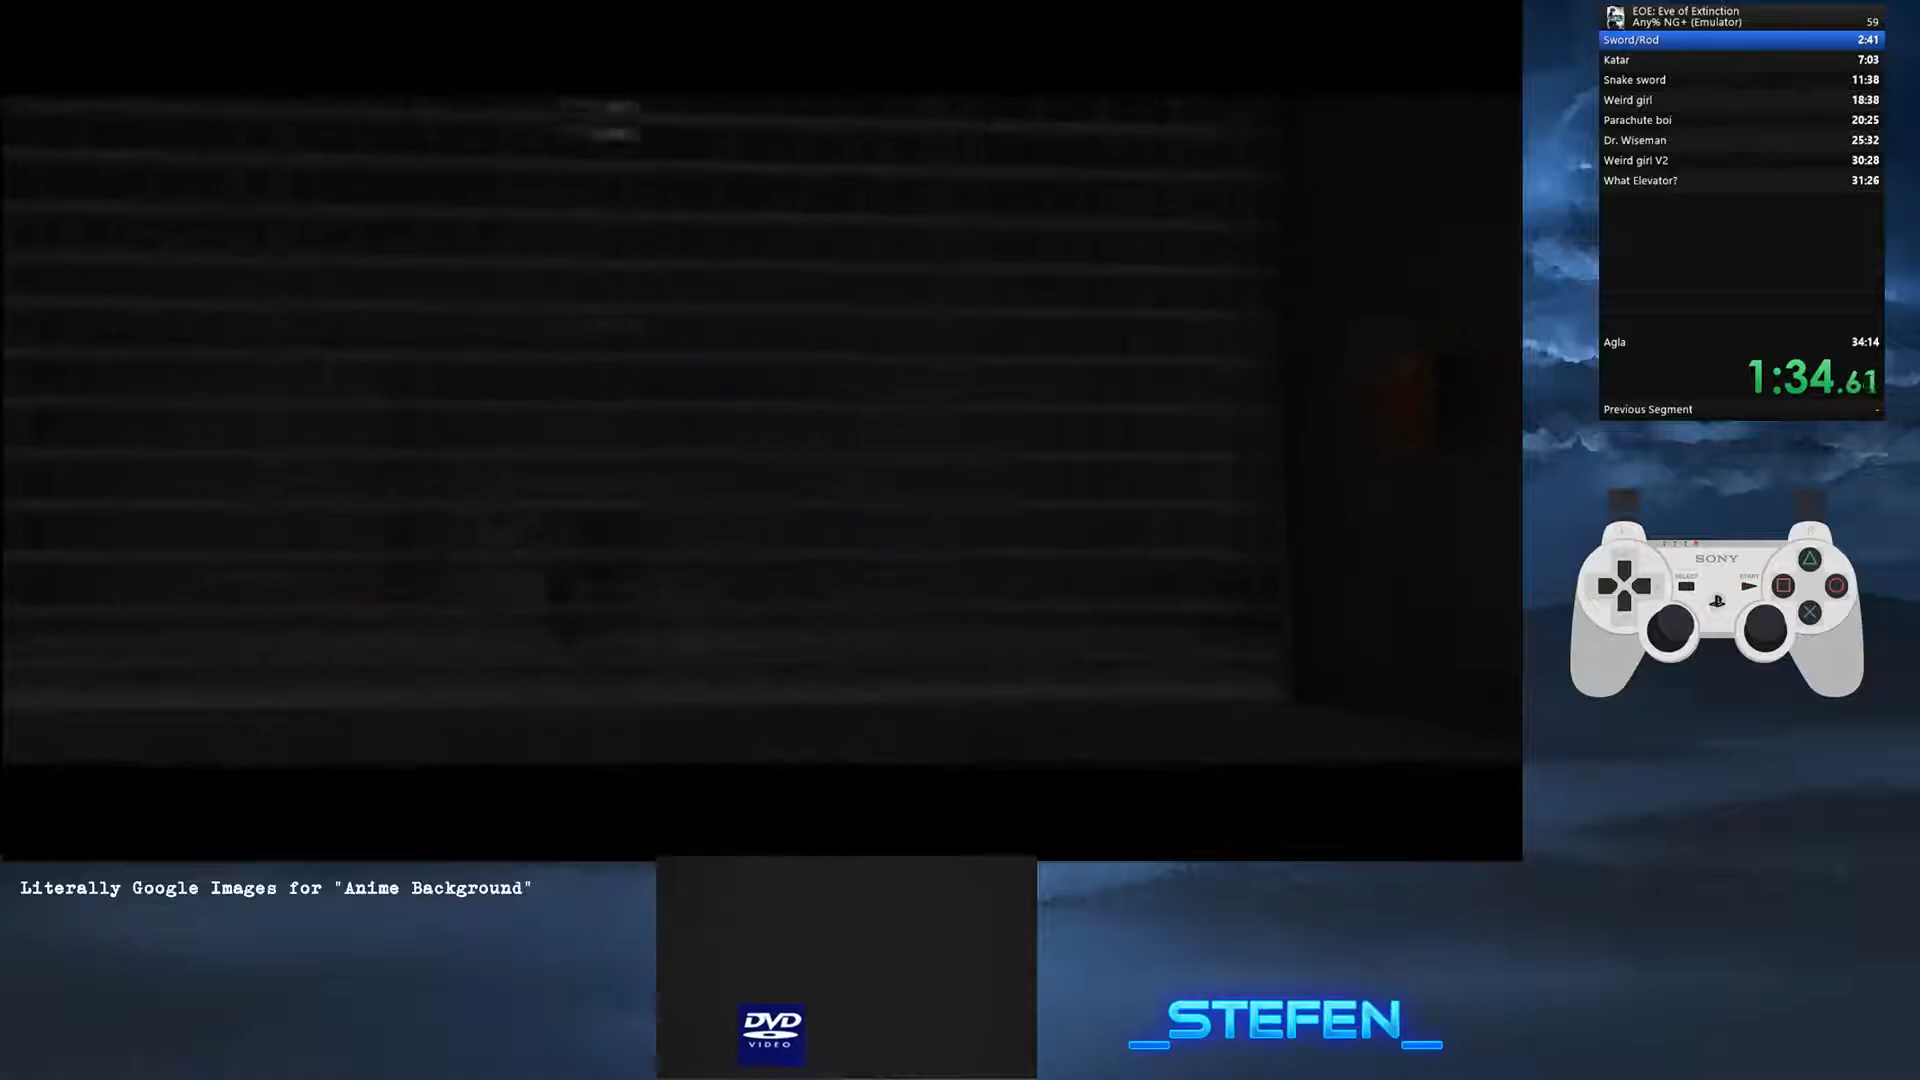 EOE: Eve of Extinction
Any% NG+ (Emulator) 59
Sword/Rod 2:41
Katar 7:03
Snake sword 11:38
Weird girl 18:38
Parachute boi 20:25
Dr. Wiseman 25:32
Weird girl V2 30:28
What Elevator? 31:26
Agla 34:14
1:34.61
Previous Segment -
SONY
SELECT START
Literally Google Images for "Anime Background"
DVD
VIDEO
_STEFEN_